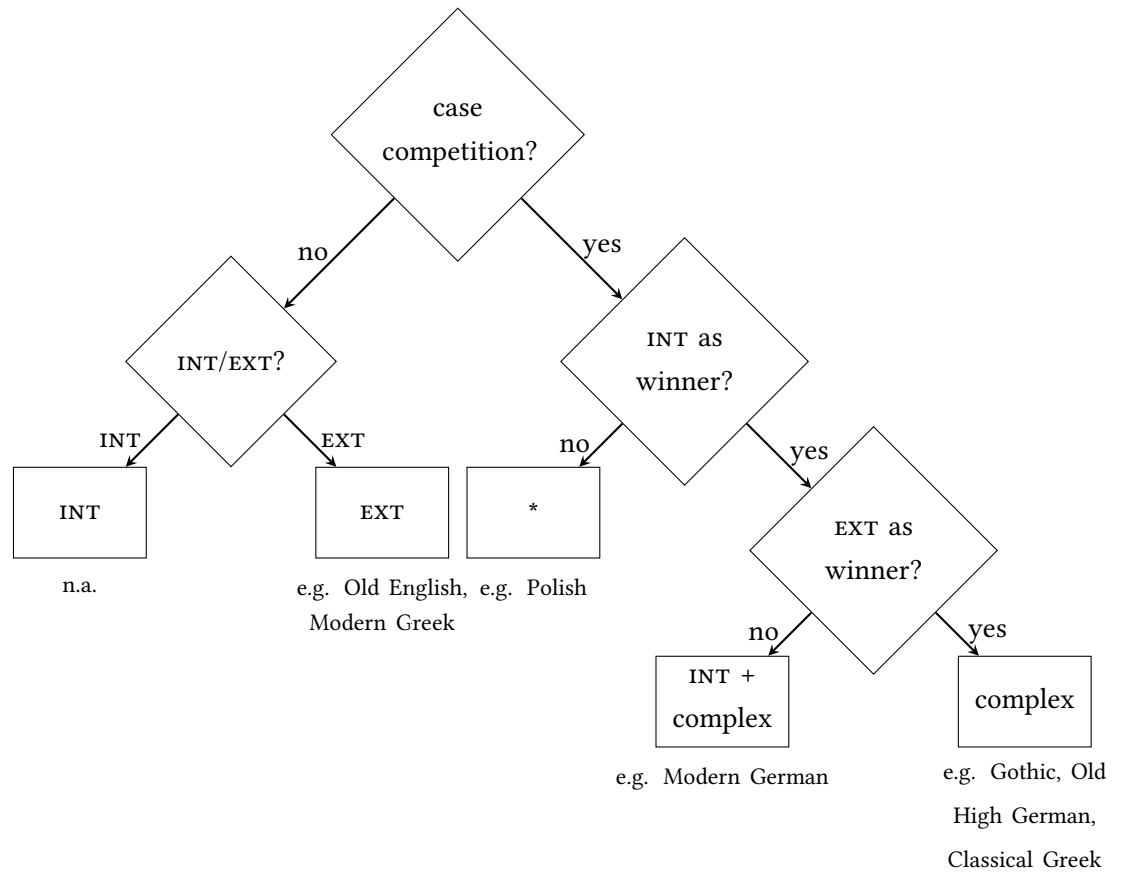 case
competition?
no
yes
INT/EXT?
INT as
winner?
INT
EXT
no
yes
INT
EXT
*
EXT as
winner?
n.a.
e.g. Old English,
Modern Greek
e.g. Polish
no
yes
INT +
complex
complex
e.g. Modern German
e.g. Gothic, Old
High German,
Classical Greek